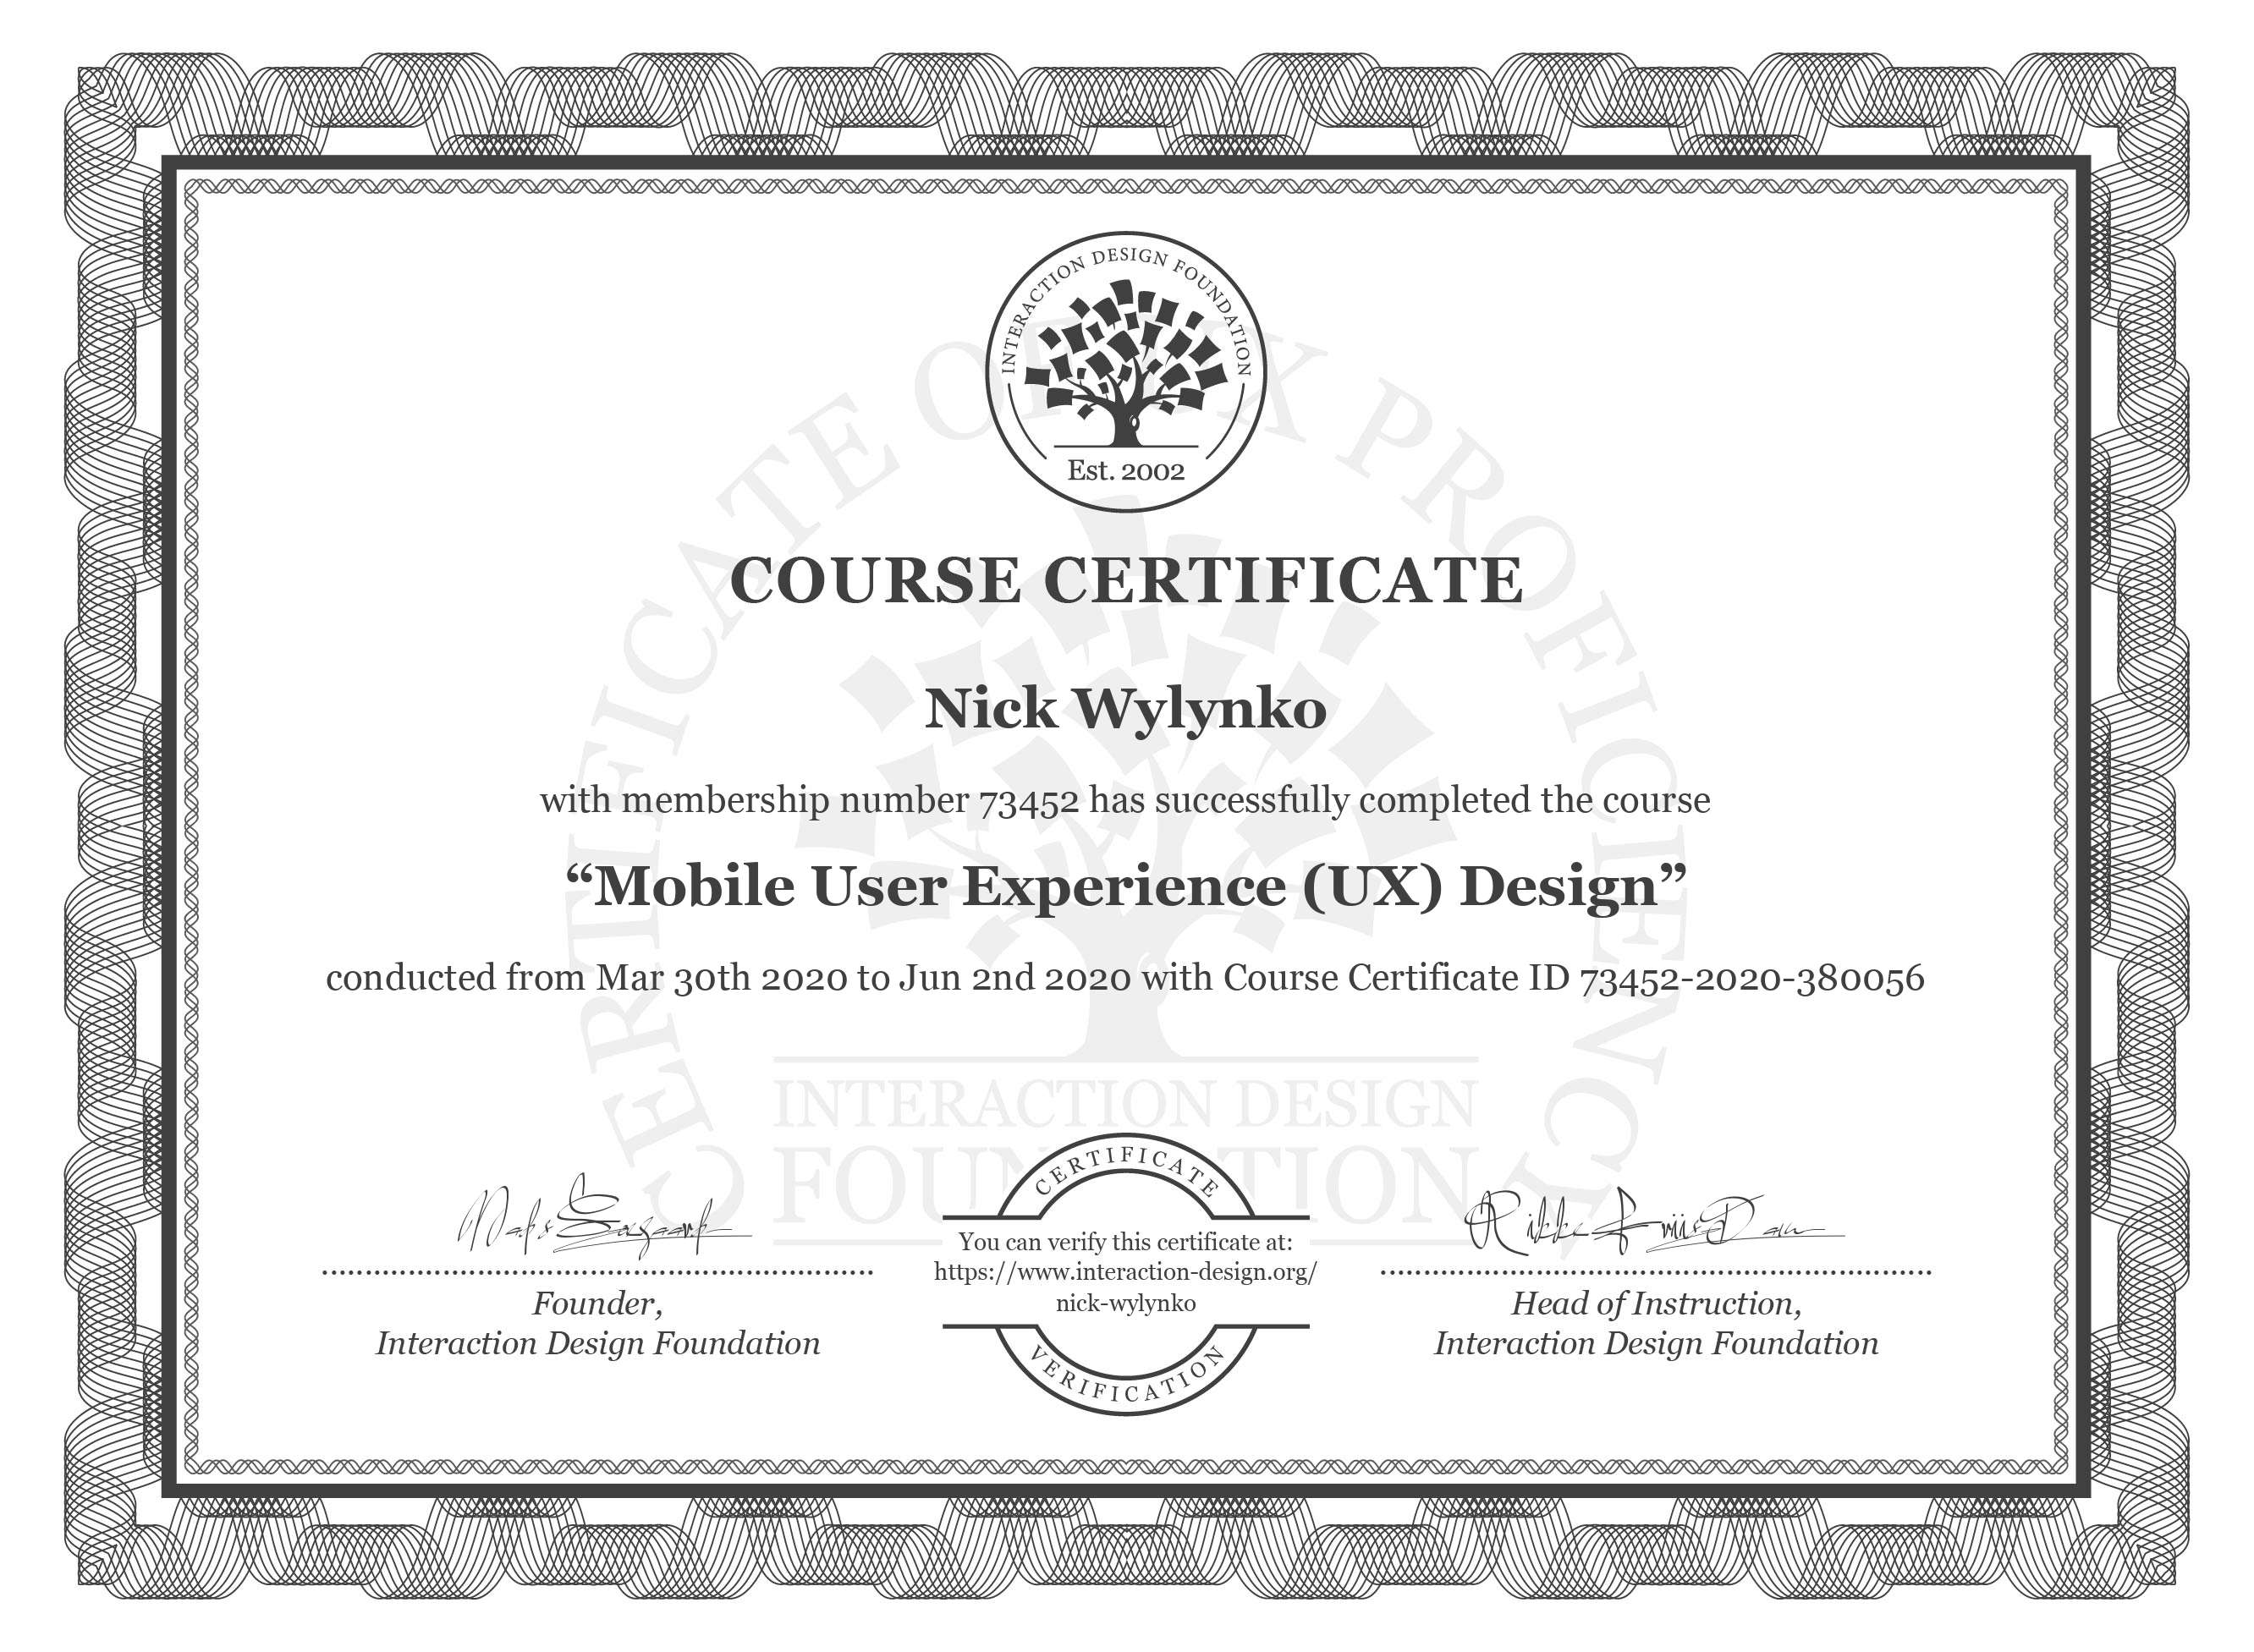 INTERACTION DESIGN FOUNDATION
Est. 2002
CERTIFICATE OF UX PROFICIENCY
COURSE CERTIFICATE
Nick Wylynko
with membership number 73452 has successfully completed the course
“Mobile User Experience (UX) Design”
conducted from Mar 30th 2020 to Jun 2nd 2020 with Course Certificate ID 73452-2020-380056
INTERACTION DESIGN
FOUNDATION
CERTIFICATE
You can verify this certificate at:
https://www.interaction-design.org/
nick-wylynko
VERIFICATION
Founder,
Interaction Design Foundation
Rikke Friis Dam
Head of Instruction,
Interaction Design Foundation